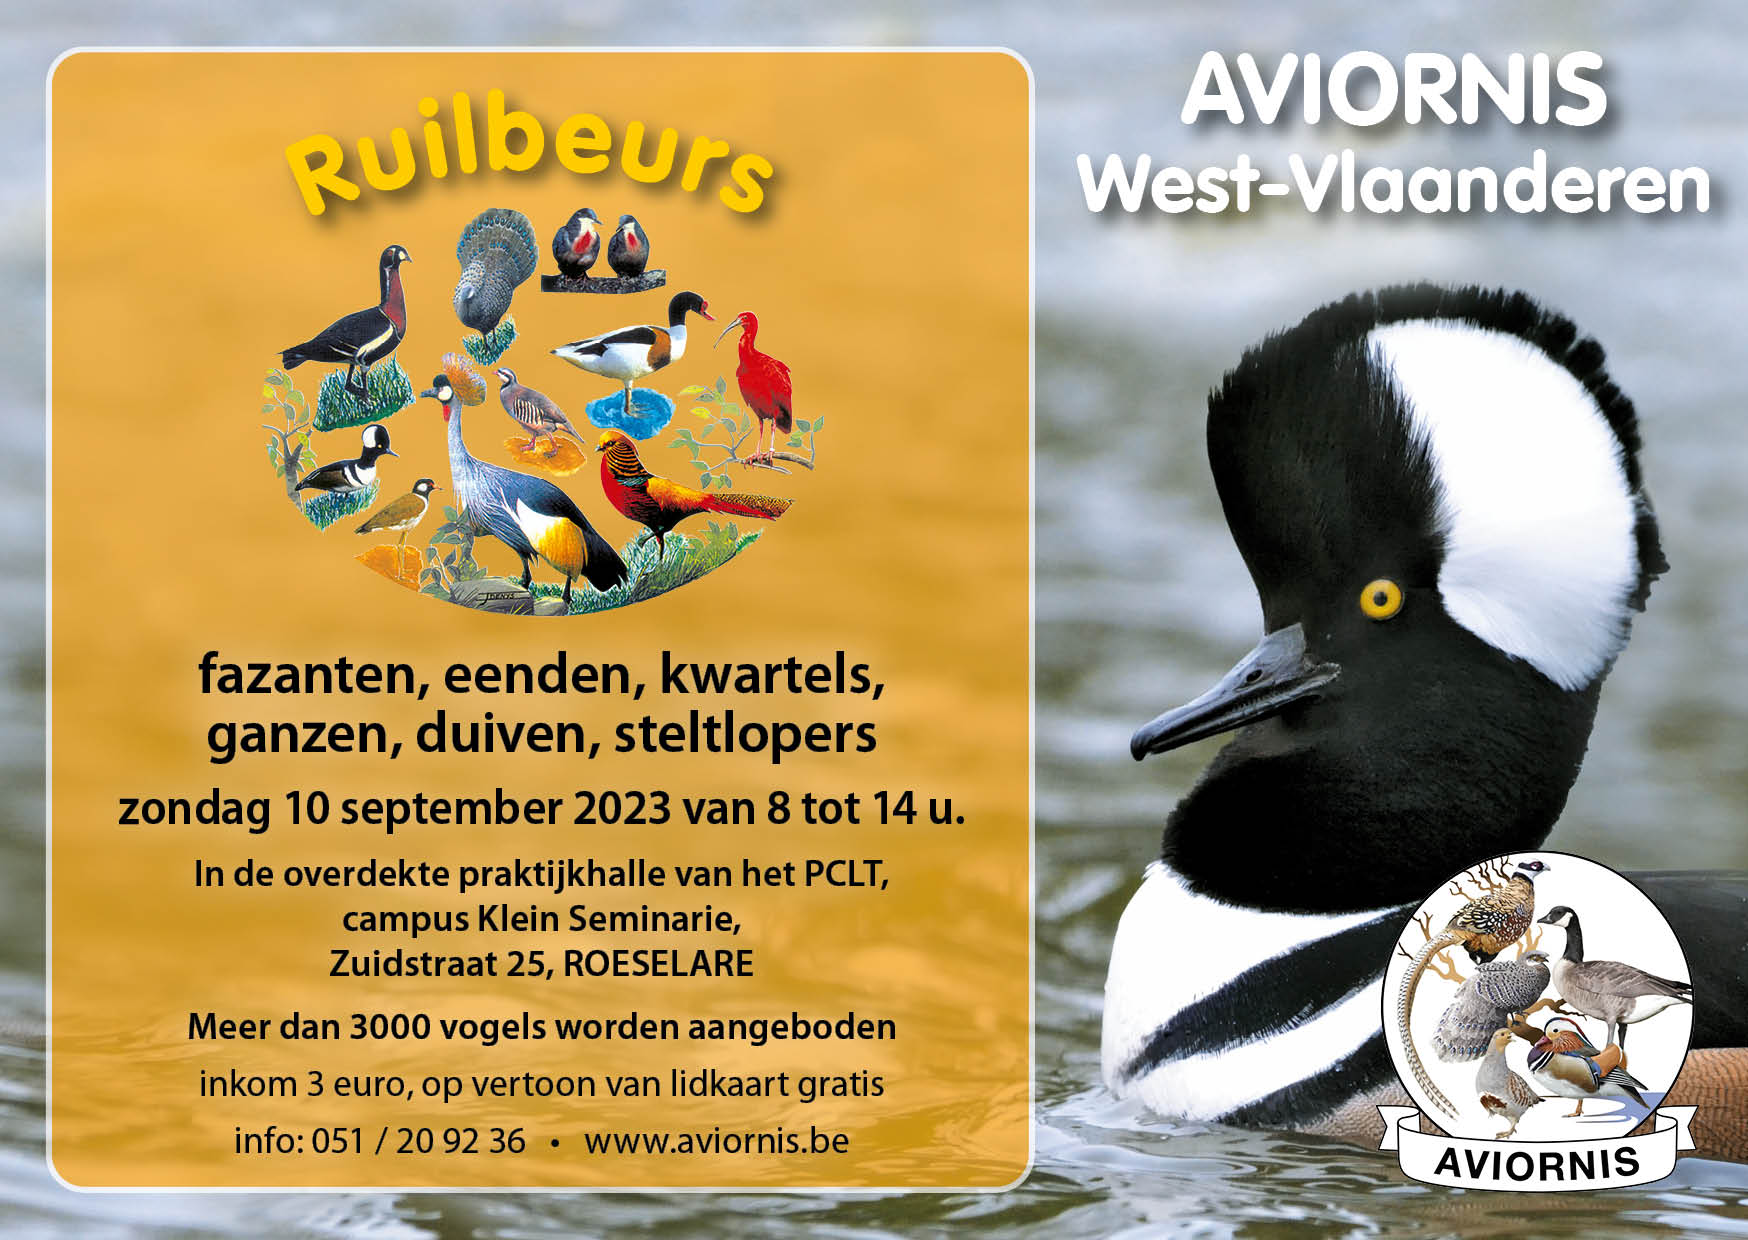 Ruilbeurs
J.DENYS
fazanten, eenden, kwartels,
ganzen, duiven, steltlopers
zondag 10 september 2023 van 8 tot 14 u.
In de overdekte praktijkhalle van het PCLT,
campus Klein Seminarie,
Zuidstraat 25, ROESELARE
Meer dan 3000 vogels worden aangeboden
inkom 3 euro, op vertoon van lidkaart gratis
info: 051 / 20 92 36 • www.aviornis.be
AVIORNIS
West-Vlaanderen
AVIORNIS